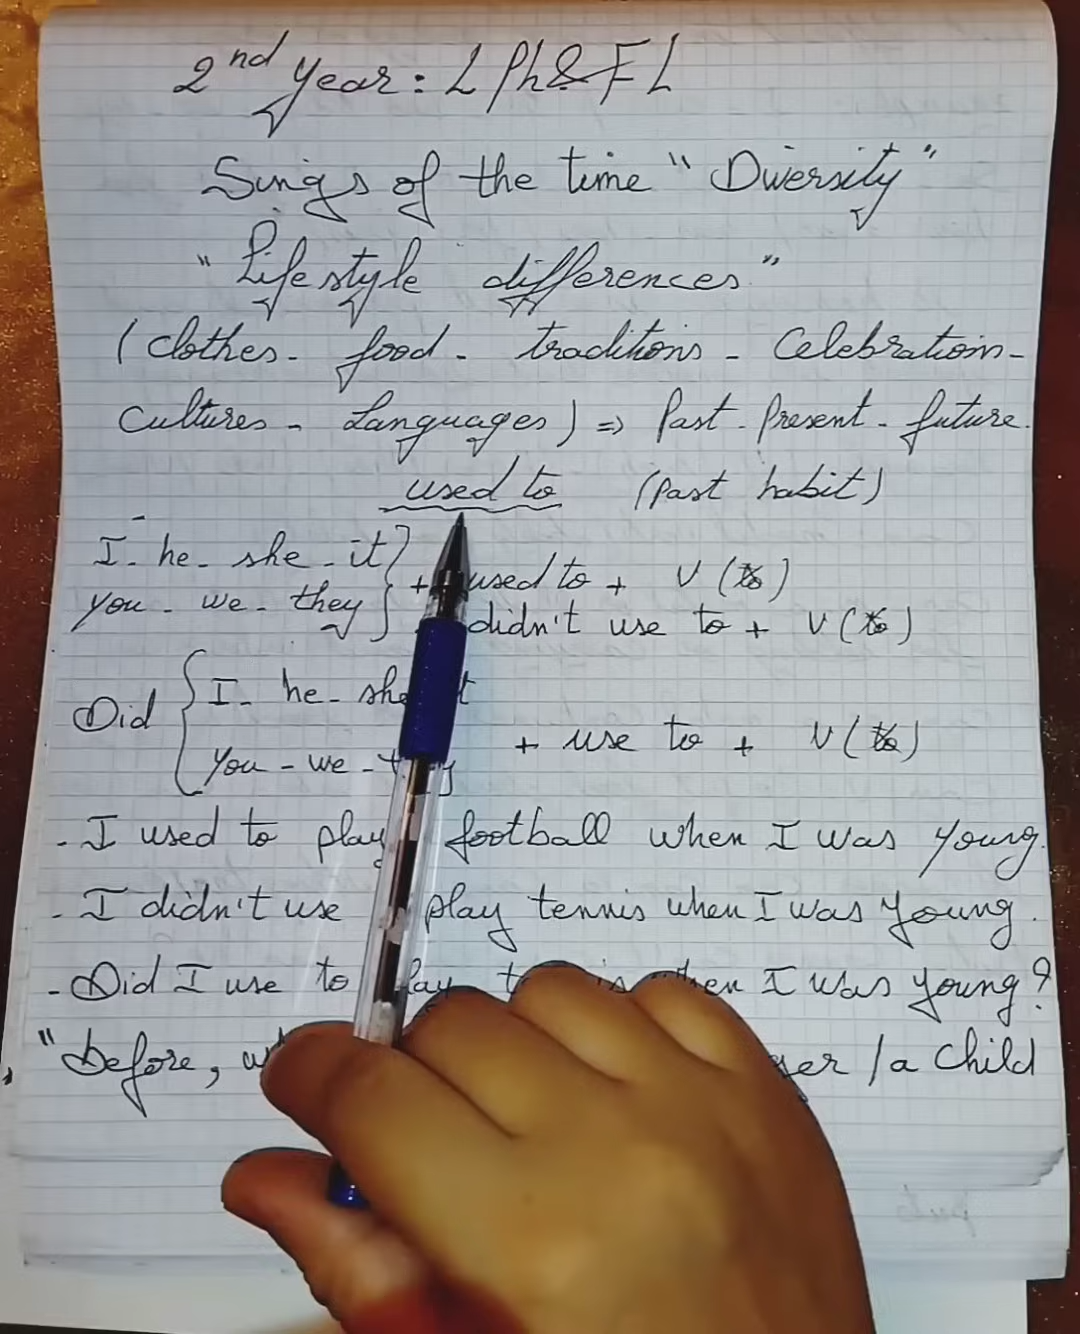 2nd Year: L Ph & F L
Sings of the time "Diversity"
"Lifestyle differences"
(clothes - food - traditions - Celebrations -
Cultures - Languages) => Past - Present - future.
used to (Past habit)
I - he - she - it
You - we - they
+ used to + V (to)
didn't use to + V (to)
Did
I - he - she
You - we -
+ use to + V (to)
- I used to play football when I was young.
- I didn't use play tennis when I was young.
- Did I use to when I was young?
"Before, / a child